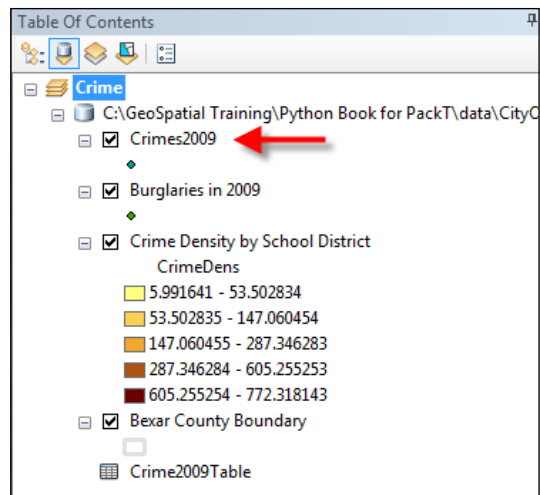 Table Of Contents
Crime
C:\GeoSpatial Training\Python Book for PackT\data\CityO
Crimes2009
Burglaries in 2009
Crime Density by School District
CrimeDens
5.991641 - 53.502834
53.502835 - 147.060454
147.060455 - 287.346283
287.346284 - 605.255253
605.255254 - 772.318143
Bexar County Boundary
Crime2009Table